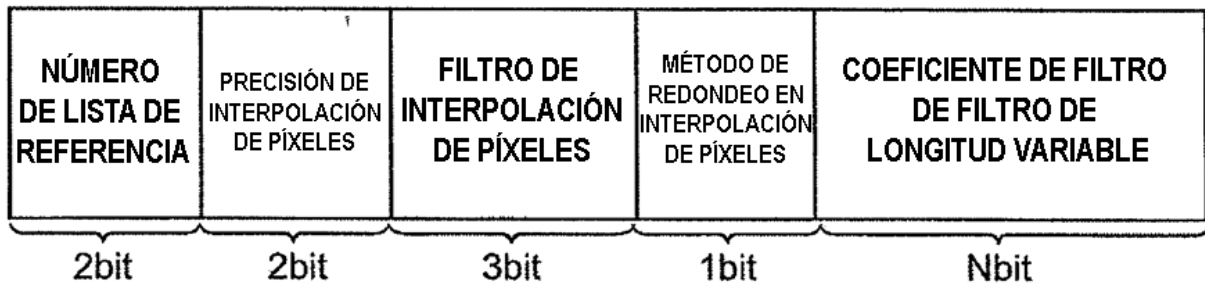 NÚMERO
DE LISTA DE
REFERENCIA
PRECISIÓN DE
INTERPOLACIÓN
DE PÍXELES
FILTRO DE
INTERPOLACIÓN
DE PÍXELES
MÉTODO DE
REDONDEO EN
INTERPOLACIÓN
DE PÍXELES
COEFICIENTE DE FILTRO
DE FILTRO DE
LONGITUD VARIABLE
2bit
2bit
3bit
1bit
Nbit